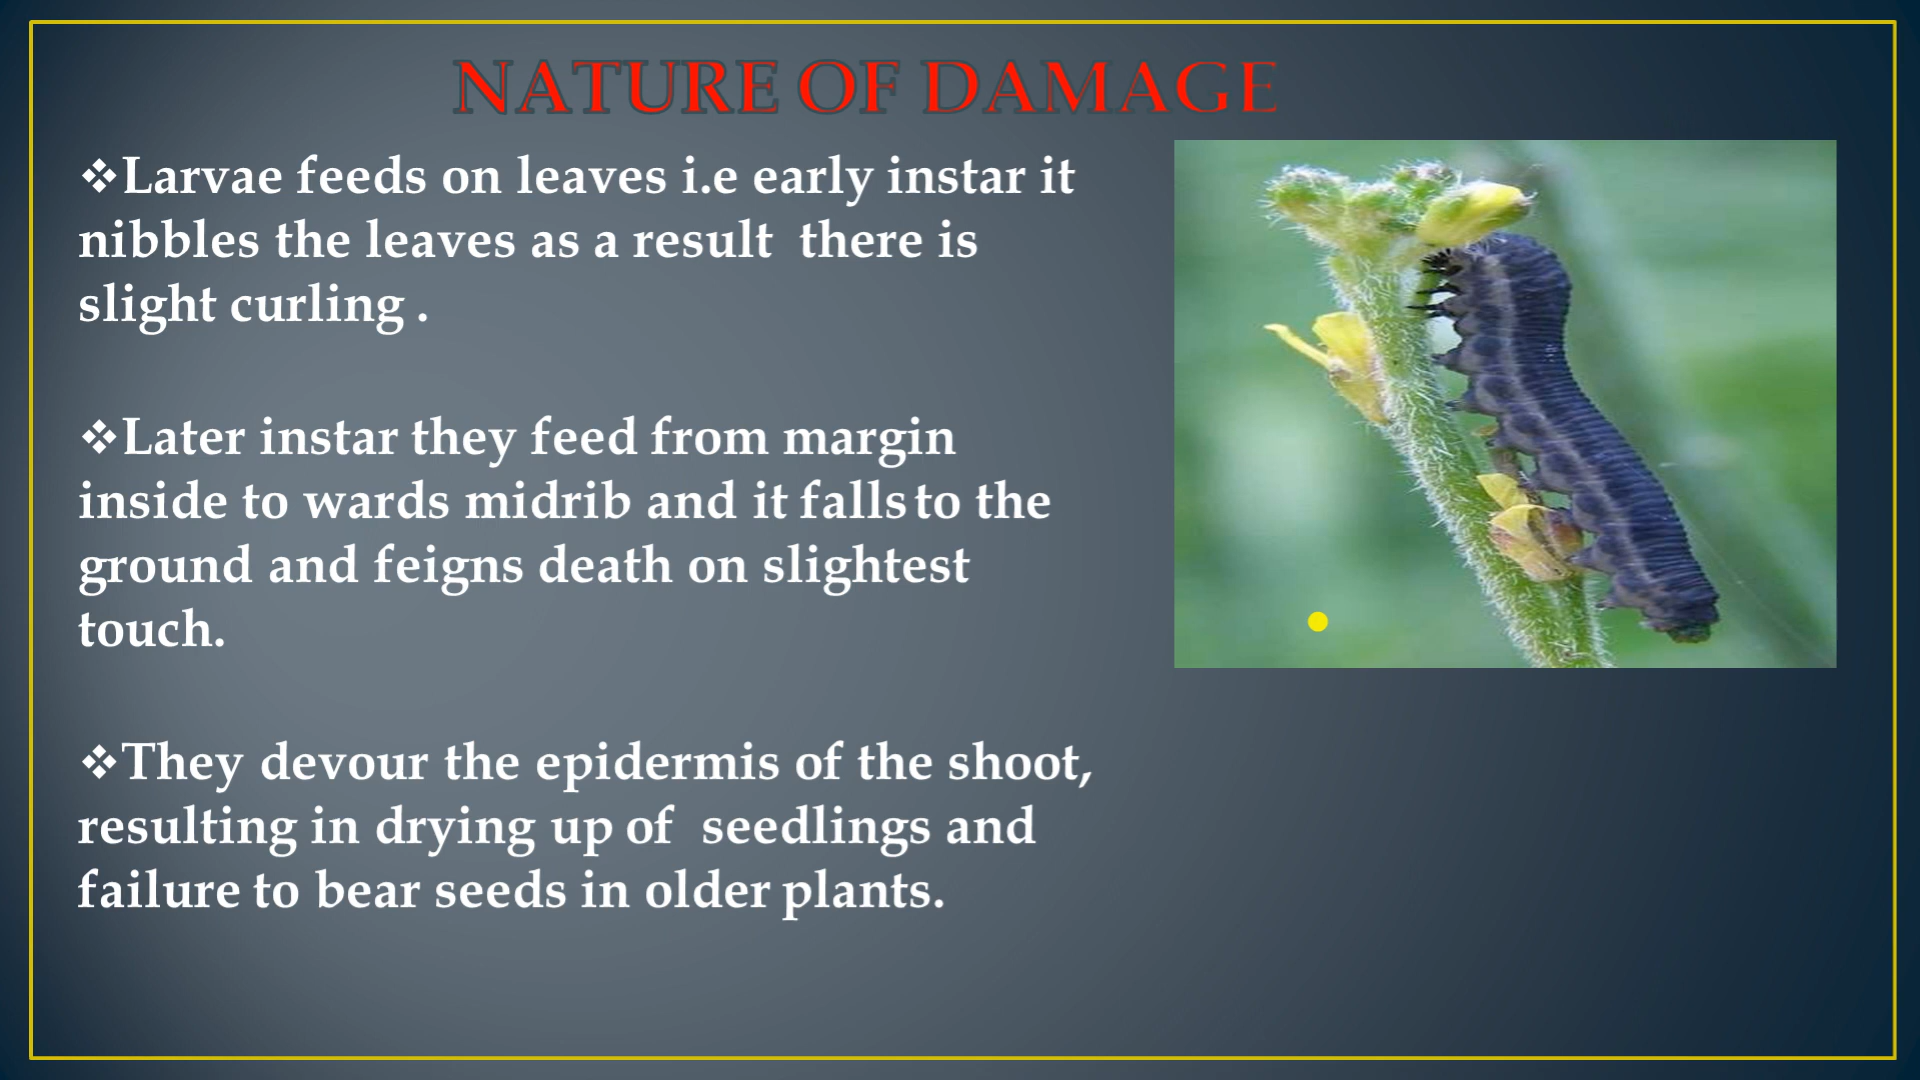 NATURE OF DAMAGE
❖Larvae feeds on leaves i.e early instar it
nibbles the leaves as a result there is
slight curling .
❖Later instar they feed from margin
inside to wards midrib and it falls to the
ground and feigns death on slightest
touch.
❖They devour the epidermis of the shoot,
resulting in drying up of seedlings and
failure to bear seeds in older plants.